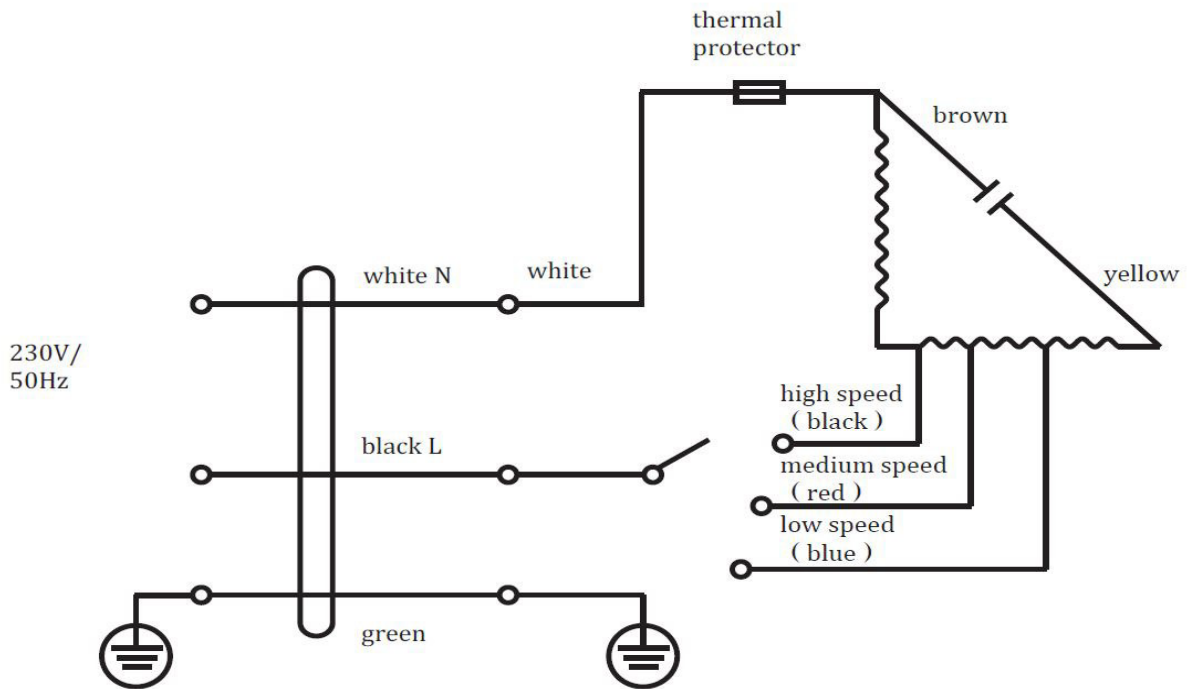 thermal
protector
brown
white N
white
yellow
230V/
50Hz
high speed
( black )
black L
medium speed
( red )
low speed
( blue )
green